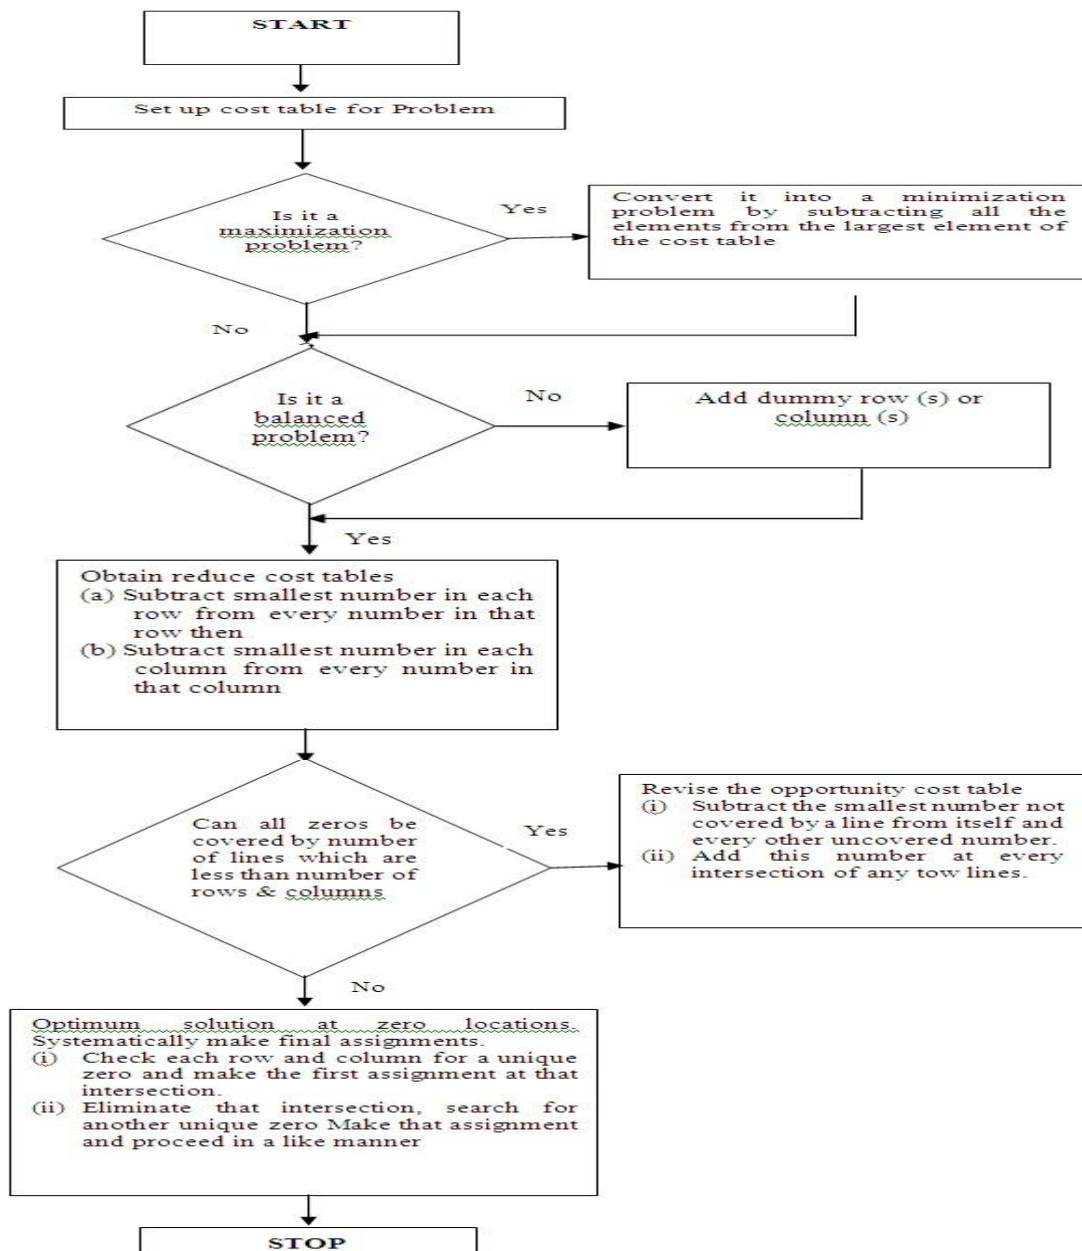 START
Set up cost table for Problem
Is it a
maximization
problem?
Yes
Convert it into a minimization
problem by subtracting all the
elements from the largest element of
the cost table
No
Is it a
balanced
problem?
No
Add dummy row (s) or
column (s)
Yes
Obtain reduce cost tables
(a) Subtract smallest number in each
row from every number in that
row then
(b) Subtract smallest number in each
column from every number in
that column
Can all zeros be
covered by number
of lines which are
less than number of
rows & columns
Yes
Revise the opportunity cost table
(i) Subtract the smallest number not
covered by a line from itself and
every other uncovered number.
(ii) Add this number at every
intersection of any tow lines.
No
Optimum solution at zero locations.
Systematically make final assignments.
(i) Check each row and column for a unique
zero and make the first assignment at that
intersection.
(ii) Eliminate that intersection, search for
another unique zero Make that assignment
and proceed in a like manner
STOP